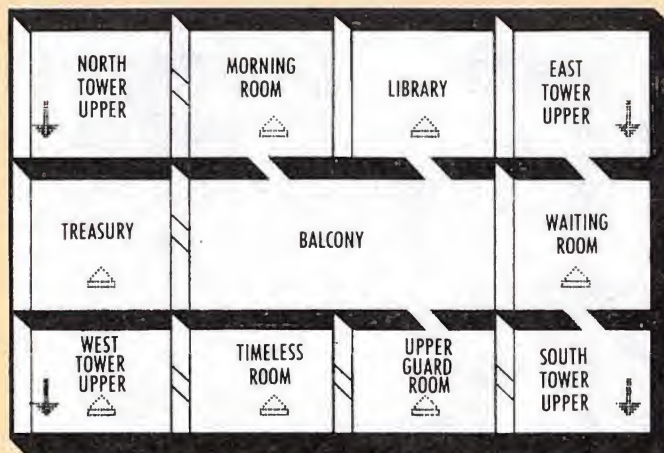 NORTH
TOWER
UPPER
MORNING
ROOM
LIBRARY
EAST
TOWER
UPPER
TREASURY
BALCONY
WAITING
ROOM
WEST
TOWER
UPPER
TIMELESS
ROOM
UPPER
GUARD
ROOM
SOUTH
TOWER
UPPER